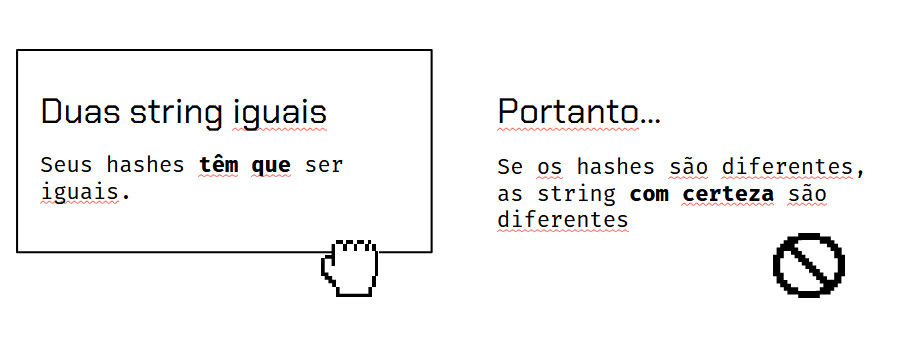 Duas string iguais
Seus hashes têm que ser
iguais.
Portanto...
Se os hashes são diferentes,
as string com certeza são
diferentes